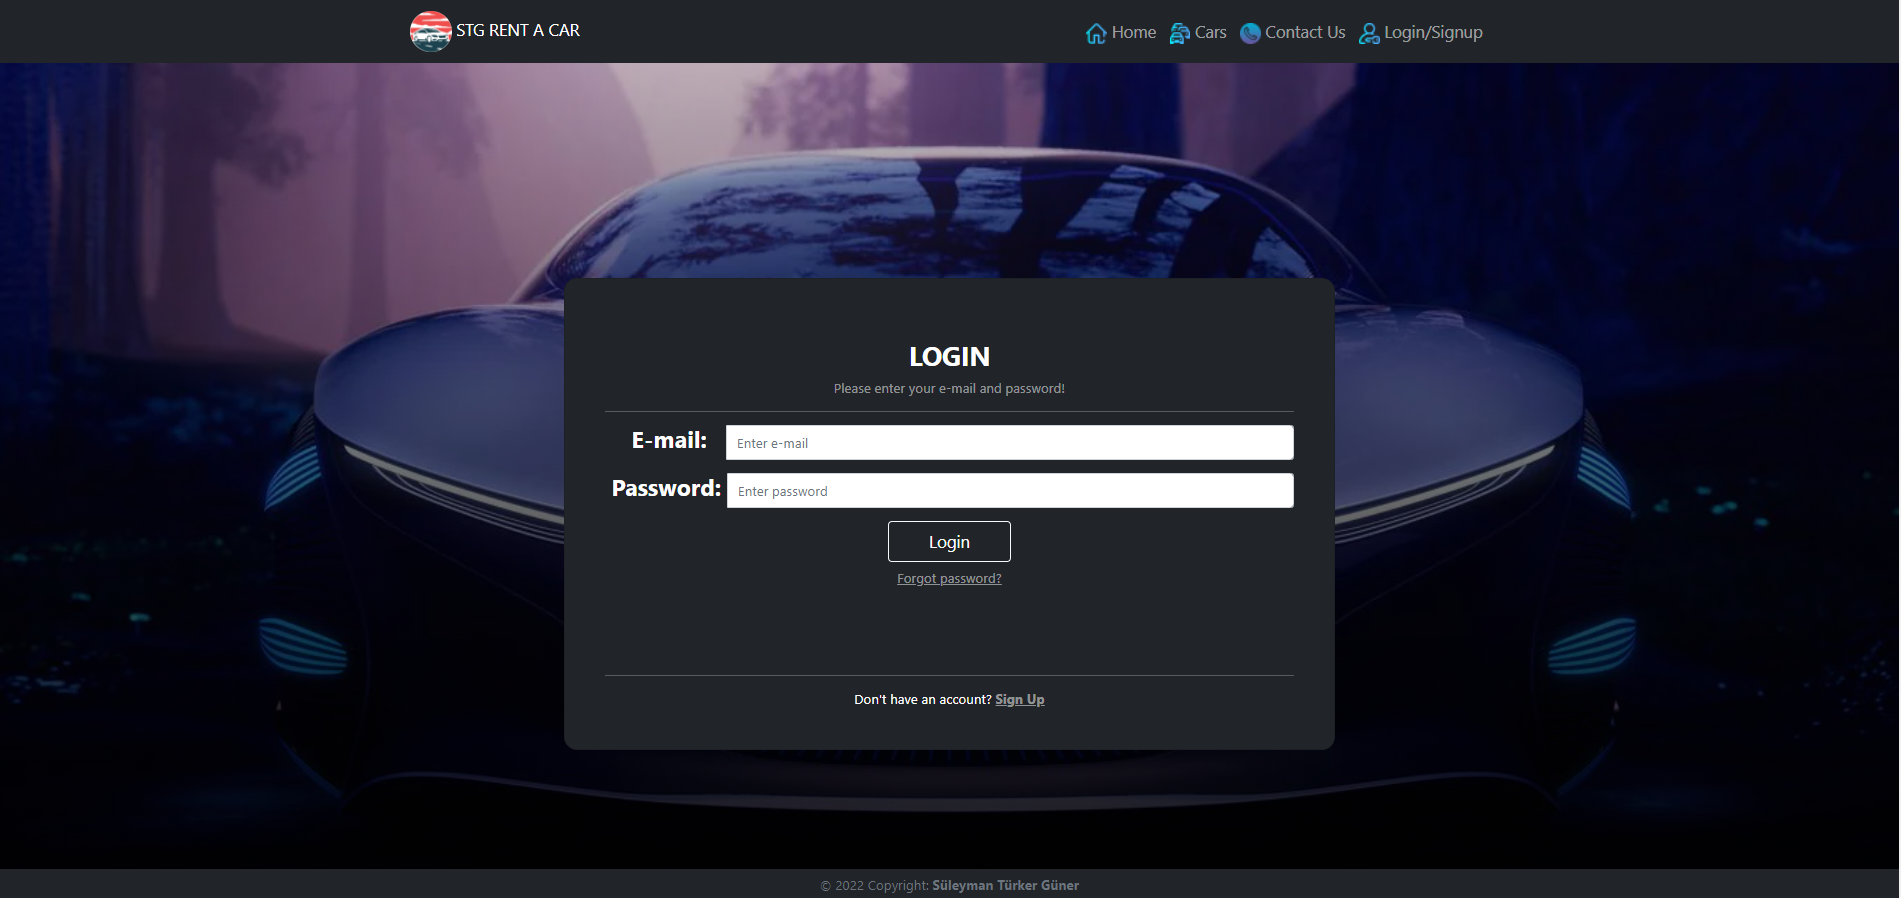 STG RENT A CAR
Home Cars Contact Us Login/Signup
LOGIN
Please enter your e-mail and password!
E-mail: Enter e-mail
Password: Enter password
Login
Forgot password?
Don't have an account? Sign Up
© 2022 Copyright: Süleyman Türker Güner